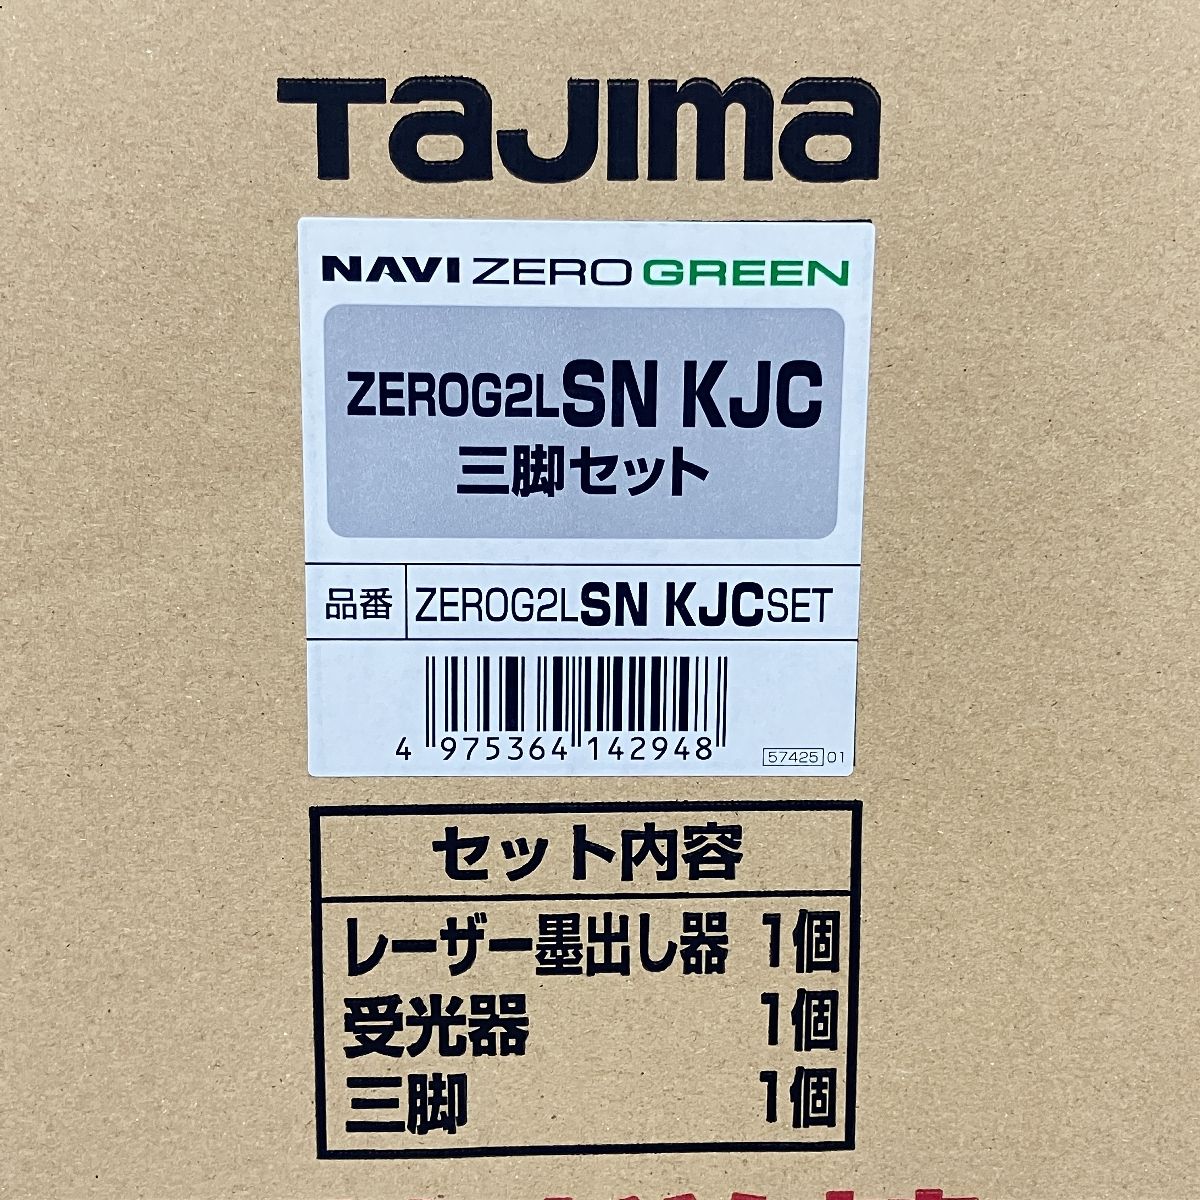 TaJima
NAVI ZERO GREEN
ZEROG2LSN KJC
三脚セット
品番 ZEROG2LSN KJCSET
4 975364 142948
57425 01
セット内容
レーザー墨出し器 1個
受光器 1個
三脚 1個